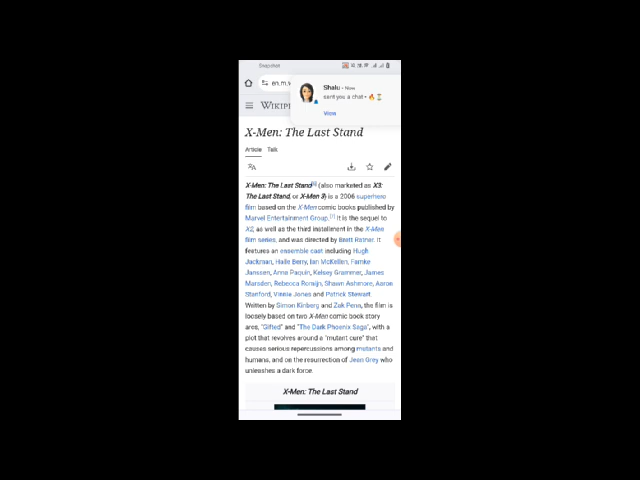 Snapchat
en.m.w
Shalu • Now
sent you a chat • 🔥⏳
View
WIKIP
X-Men: The Last Stand
Article Talk
X-Men: The Last Stand (also marketed as X3:
The Last Stand, or X-Men 3) is a 2006 superhero
film based on the X-Men comic books published by
Marvel Entertainment Group. It is the sequel to
X2, as well as the third installment in the X-Men
film series, and was directed by Brett Ratner. It
features an ensemble cast including Hugh
Jackman, Halle Berry, Ian McKellen, Famke
Janssen, Anna Paquin, Kelsey Grammer, James
Marsden, Rebecca Romijn, Shawn Ashmore, Aaron
Stanford, Vinnie Jones and Patrick Stewart.
Written by Simon Kinberg and Zak Penn, the film is
loosely based on two X-Men comic book story
arcs, "Gifted" and "The Dark Phoenix Saga", with a
plot that revolves around a "mutant cure" that
causes serious repercussions among mutants and
humans, and on the resurrection of Jean Grey who
unleashes a dark force.
X-Men: The Last Stand